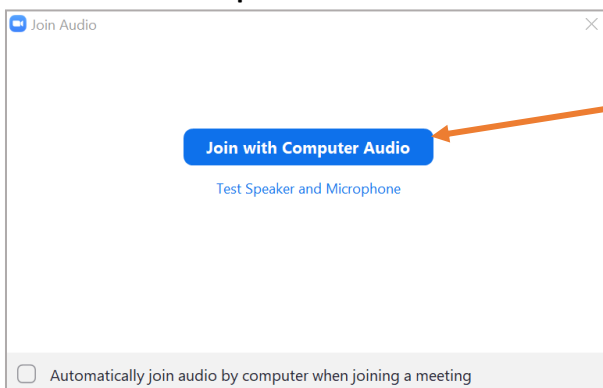 Join Audio
Join with Computer Audio
Test Speaker and Microphone
Automatically join audio by computer when joining a meeting